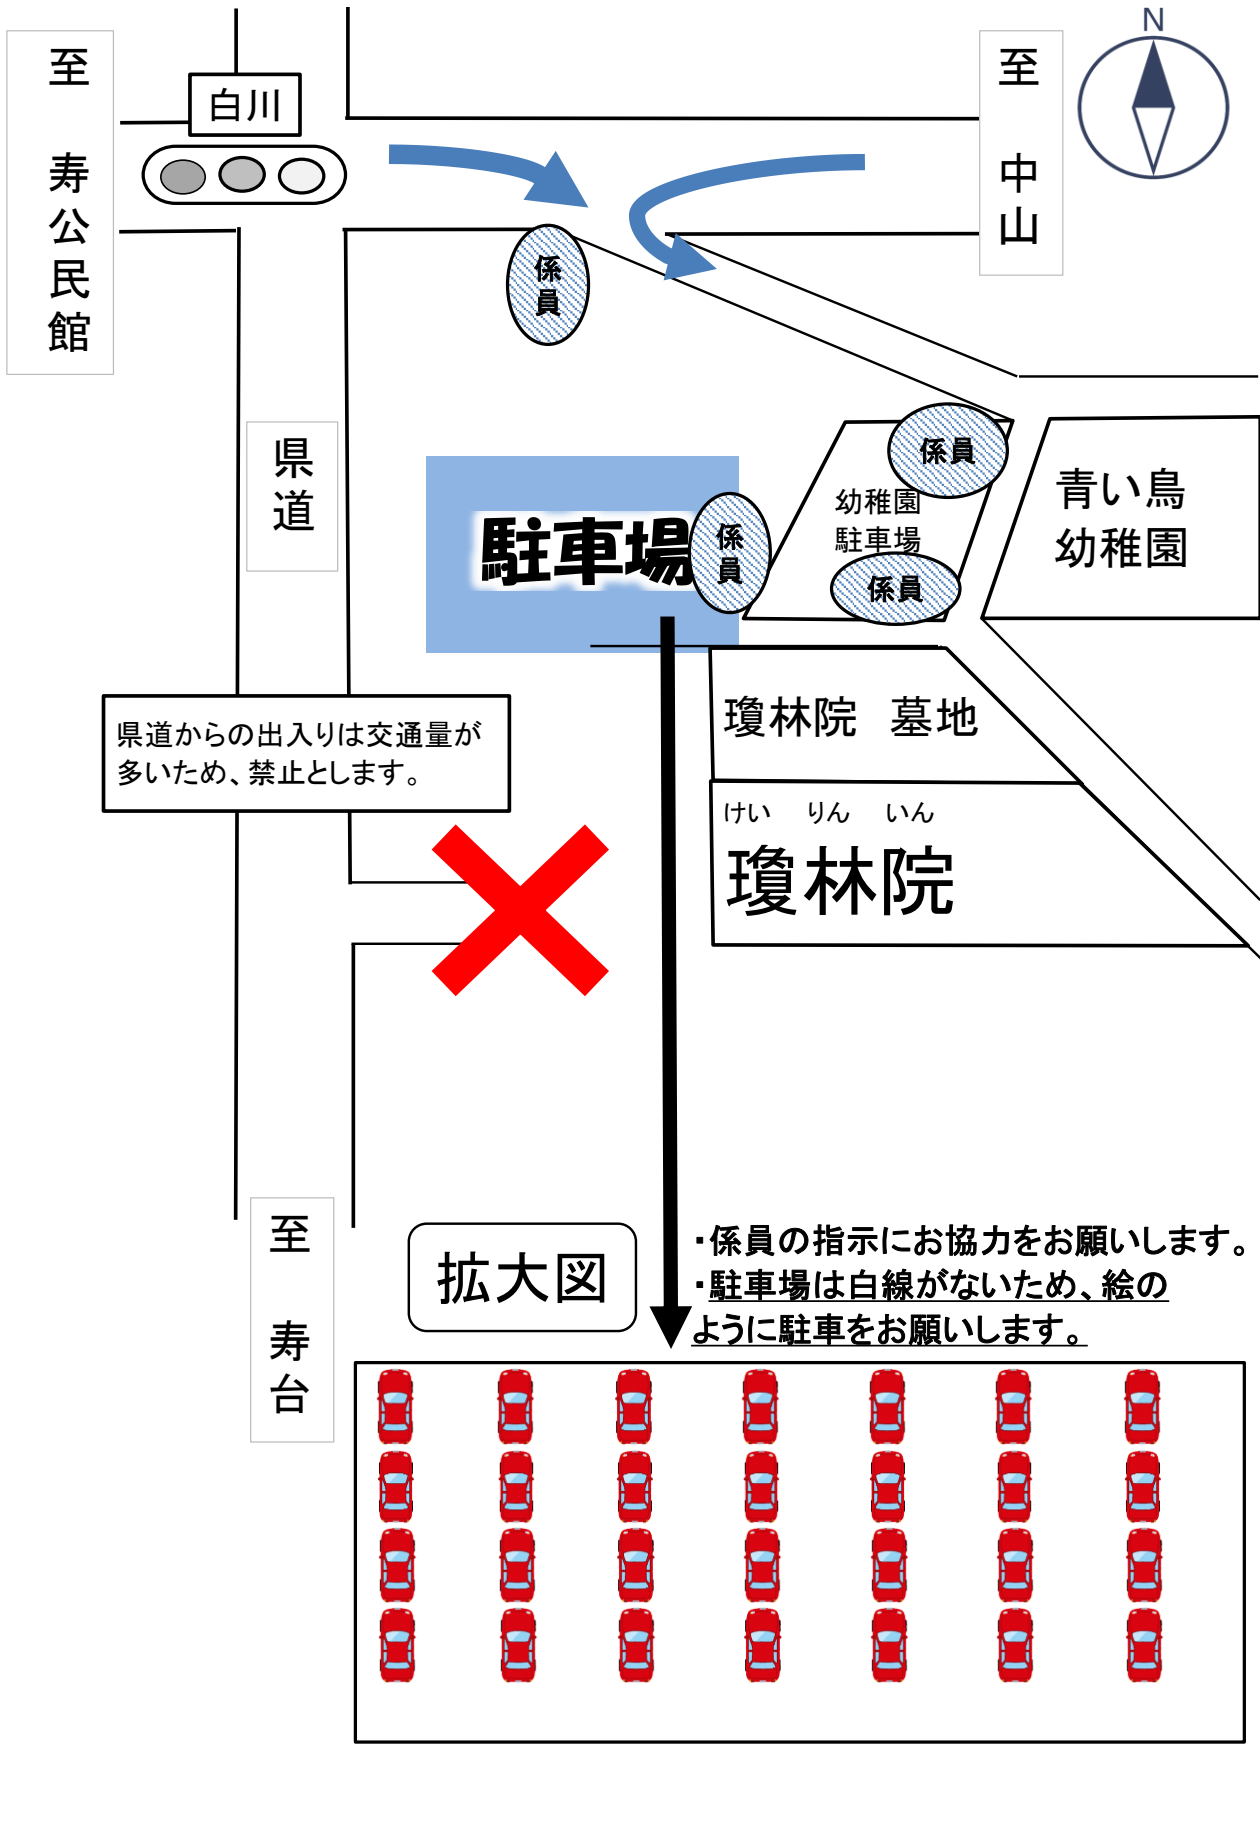 N
至　寿公民館
白川
至　中山
係員
県道
係員
幼稚園
駐車場
青い鳥
幼稚園
駐車場
係員
係員
瓊林院　墓地
県道からの出入りは交通量が
多いため、禁止とします。
けい　りん　いん
瓊林院
至　寿台
拡大図
・係員の指示にお協力をお願いします。
・駐車場は白線がないため、絵の
ように駐車をお願いします。